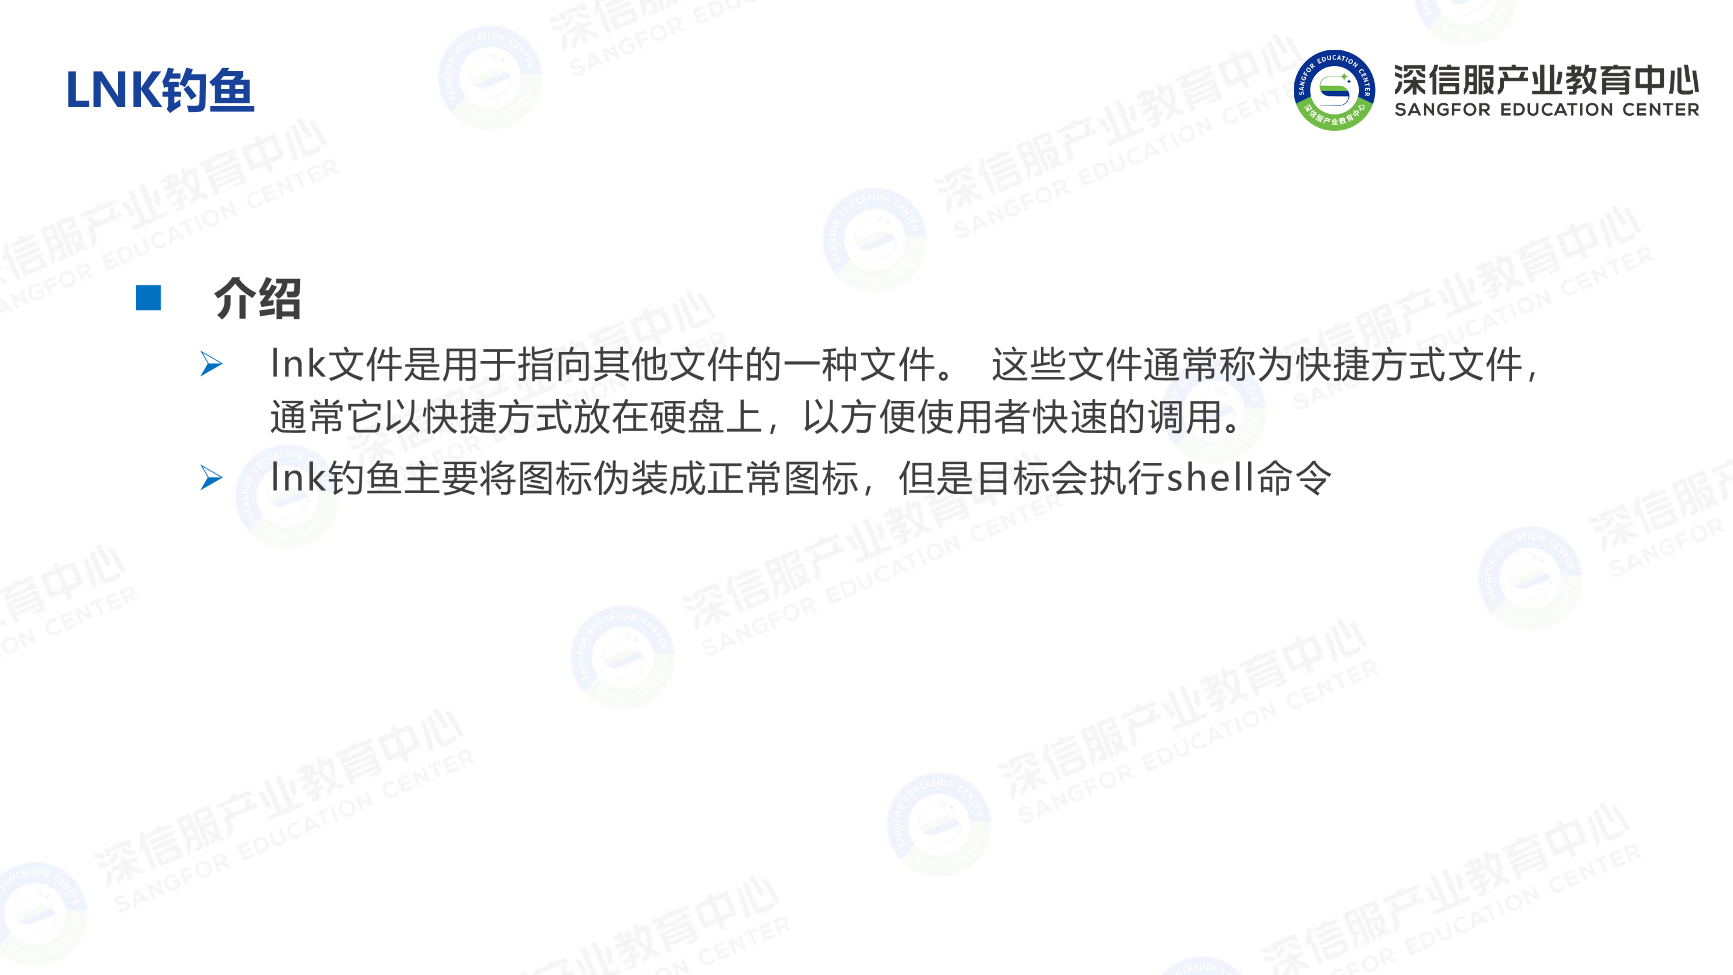 LNK钓鱼
深信服产业教育中心
SANGFOR EDUCATION CENTER
介绍
lnk文件是用于指向其他文件的一种文件。 这些文件通常称为快捷方式文件，
通常它以快捷方式放在硬盘上，以方便使用者快速的调用。
lnk钓鱼主要将图标伪装成正常图标，但是目标会执行shell命令